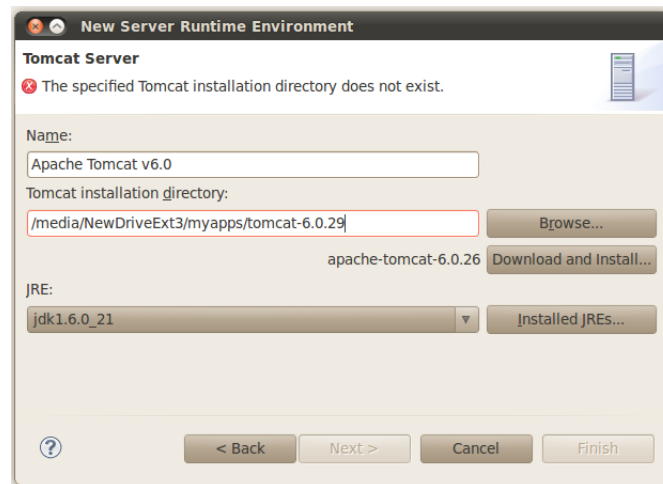 New Server Runtime Environment
Tomcat Server
The specified Tomcat installation directory does not exist.
Name:
Apache Tomcat v6.0
Tomcat installation directory:
/media/NewDriveExt3/myapps/tomcat-6.0.29
Browse...
apache-tomcat-6.0.26 Download and Install...
JRE:
jdk1.6.0_21
Installed JREs...
? < Back Next > Cancel Finish